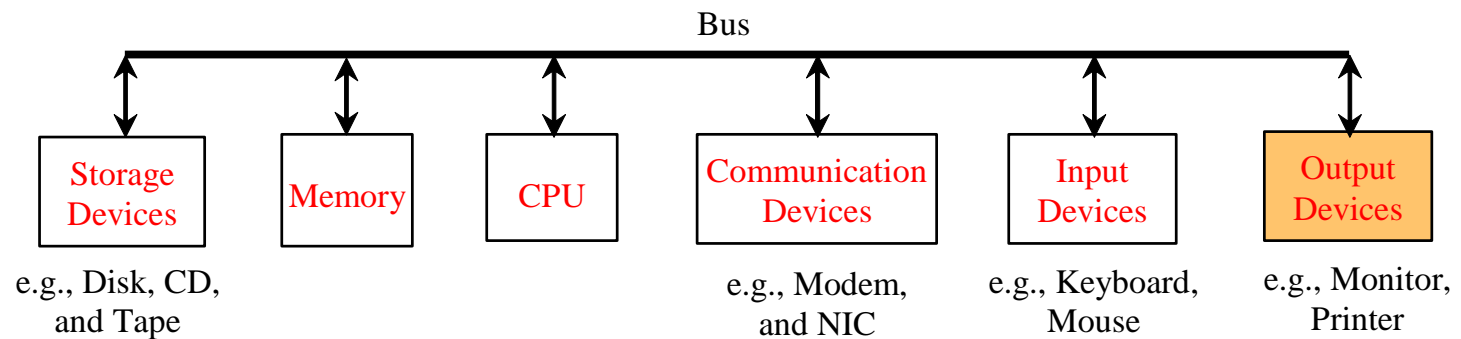 Bus
Storage
Devices
Memory
CPU
Communication
Devices
Input
Devices
Output
Devices
e.g., Disk, CD,
and Tape
e.g., Modem,
and NIC
e.g., Keyboard,
Mouse
e.g., Monitor,
Printer